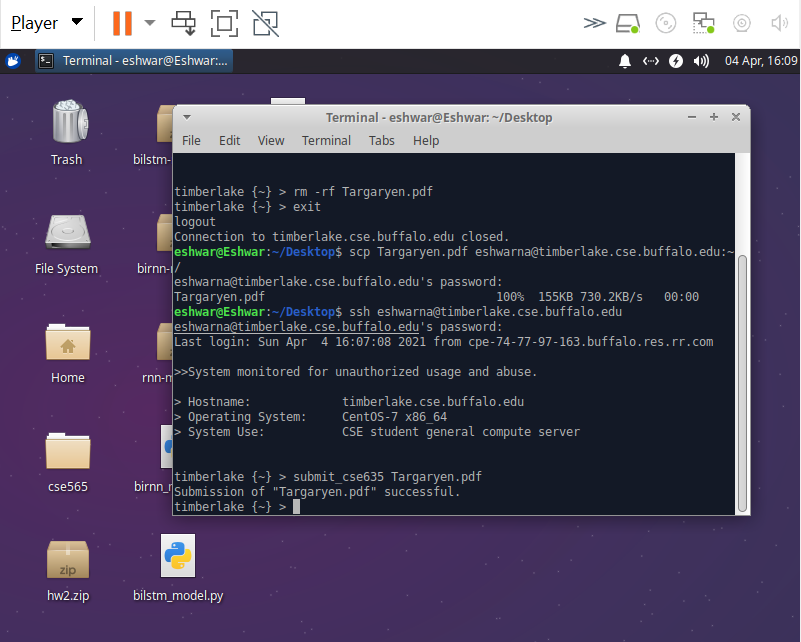 Player
Terminal - eshwar@Eshwar:...
04 Apr, 16:09
Terminal - eshwar@Eshwar: ~/Desktop
File Edit View Terminal Tabs Help
timberlake {~} > rm -rf Targaryen.pdf
timberlake {~} > exit
logout
Connection to timberlake.cse.buffalo.edu closed.
eshwar@Eshwar:~/Desktop$ scp Targaryen.pdf eshwarna@timberlake.cse.buffalo.edu:~
/
eshwarna@timberlake.cse.buffalo.edu's password:
Targaryen.pdf 100% 155KB 730.2KB/s 00:00
eshwar@Eshwar:~/Desktop$ ssh eshwarna@timberlake.cse.buffalo.edu
eshwarna@timberlake.cse.buffalo.edu's password:
Last login: Sun Apr 4 16:07:08 2021 from cpe-74-77-97-163.buffalo.res.rr.com
>>System monitored for unauthorized usage and abuse.
> Hostname: timberlake.cse.buffalo.edu
> Operating System: CentOS-7 x86_64
> System Use: CSE student general compute server
timberlake {~} > submit_cse635 Targaryen.pdf
Submission of "Targaryen.pdf" successful.
timberlake {~} >
Trash
bilstm-
File System
birnn-
Home
rnn-
cse565
birnn_
zip
hw2.zip
bilstm_model.py